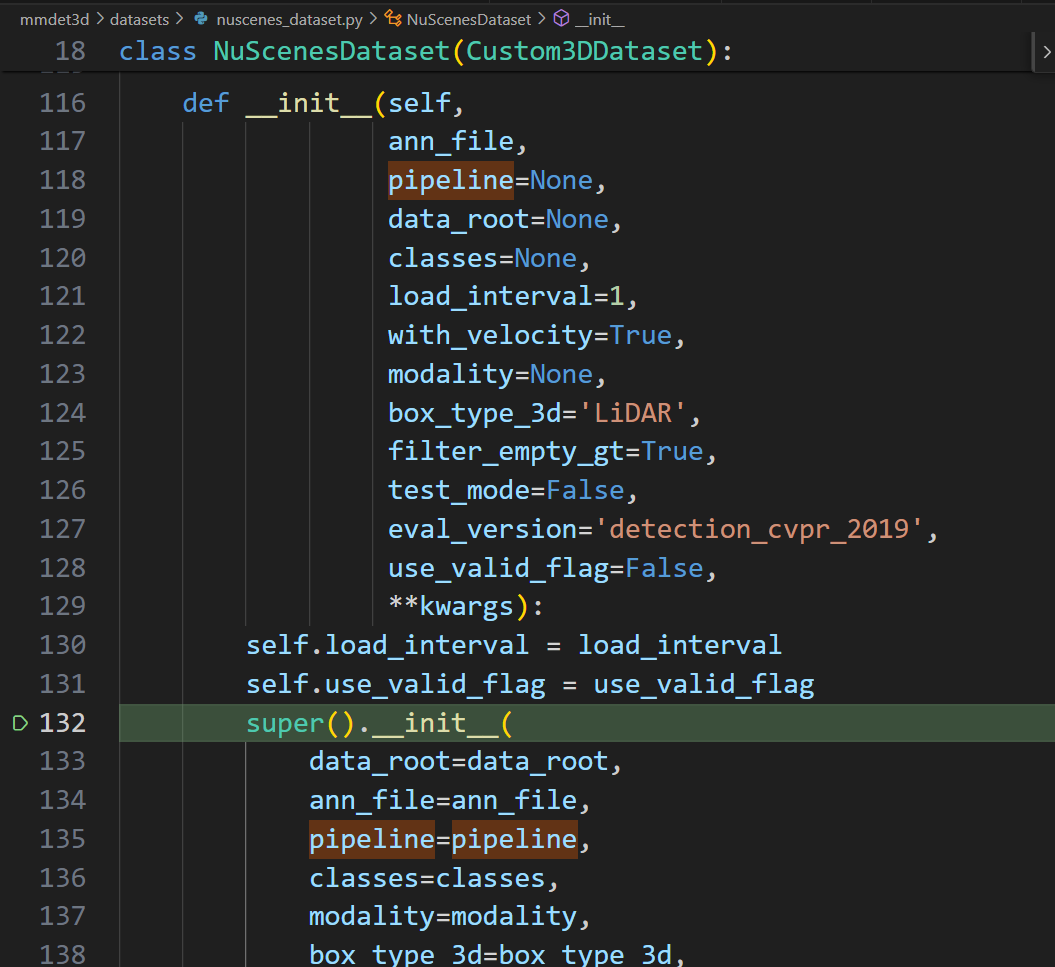 mmdet3d > datasets > nuscenes_dataset.py > NuScenesDataset > __init__
18 class NuScenesDataset(Custom3DDataset):
116 def __init__(self,
117 ann_file,
118 pipeline=None,
119 data_root=None,
120 classes=None,
121 load_interval=1,
122 with_velocity=True,
123 modality=None,
124 box_type_3d='LiDAR',
125 filter_empty_gt=True,
126 test_mode=False,
127 eval_version='detection_cvpr_2019',
128 use_valid_flag=False,
129 **kwargs):
130 self.load_interval = load_interval
131 self.use_valid_flag = use_valid_flag
132 super().__init__(
133 data_root=data_root,
134 ann_file=ann_file,
135 pipeline=pipeline,
136 classes=classes,
137 modality=modality,
138 box_type_3d=box_type_3d,